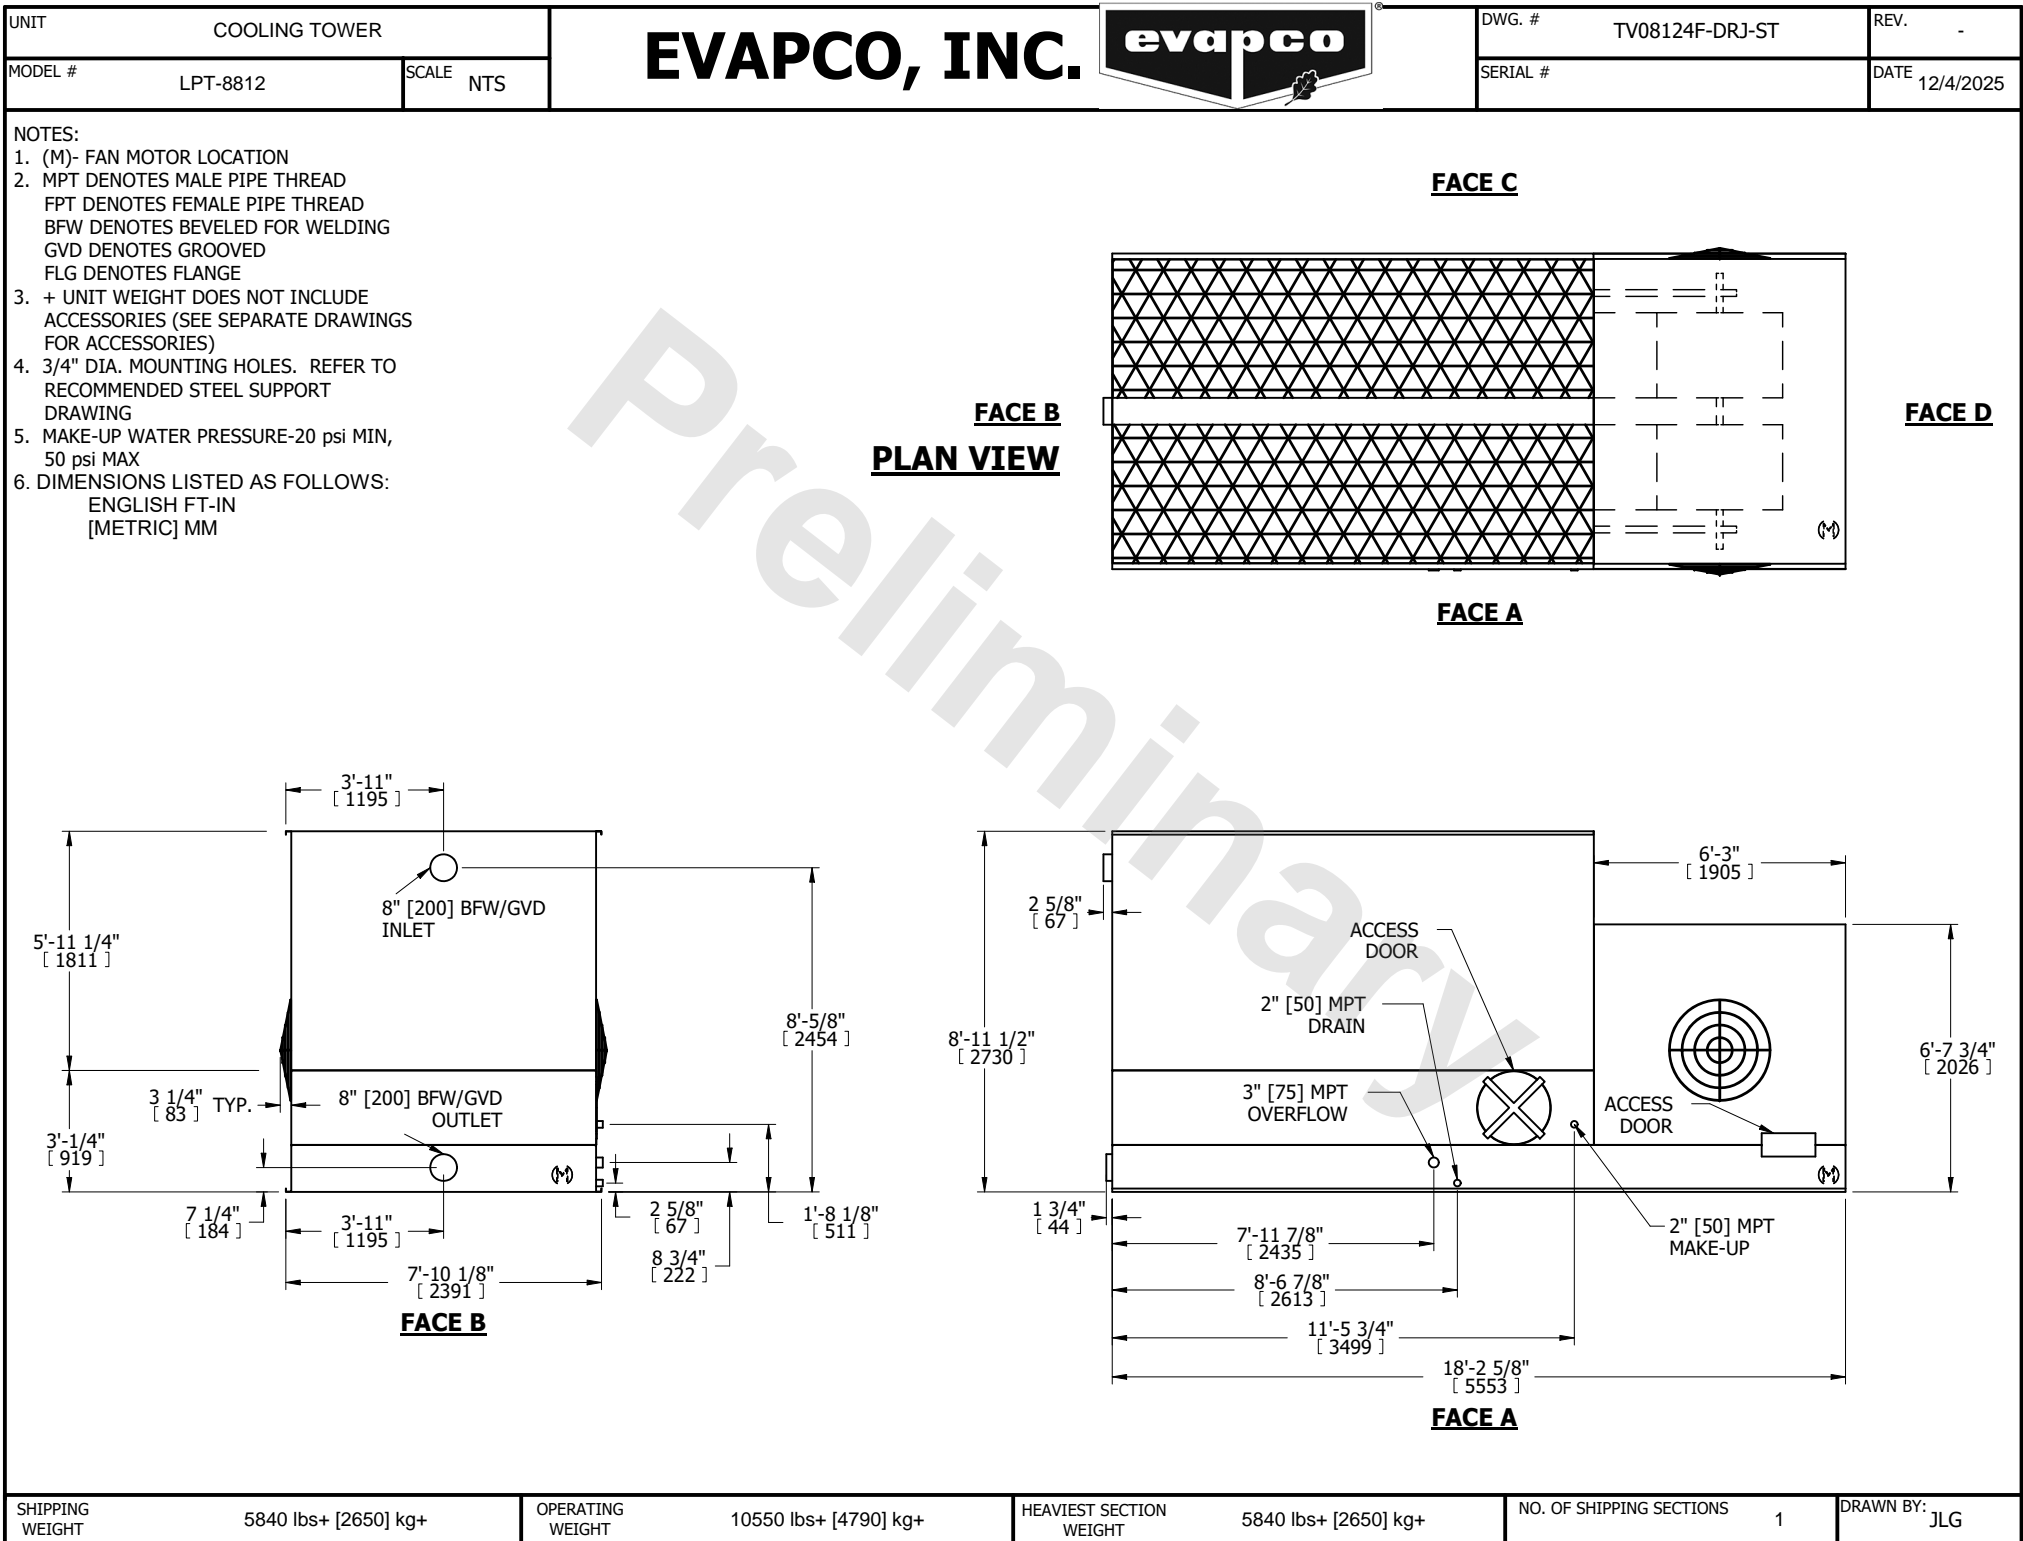 UNIT
COOLING TOWER
MODEL #
LPT-8812
SCALE
NTS
EVAPCO, INC.
evapco
®
DWG. #
TV08124F-DRJ-ST
REV.
-
SERIAL #
DATE
12/4/2025
NOTES:
1. (M)- FAN MOTOR LOCATION
2. MPT DENOTES MALE PIPE THREAD
FPT DENOTES FEMALE PIPE THREAD
BFW DENOTES BEVELED FOR WELDING
GVD DENOTES GROOVED
FLG DENOTES FLANGE
3. + UNIT WEIGHT DOES NOT INCLUDE
ACCESSORIES (SEE SEPARATE DRAWINGS
FOR ACCESSORIES)
4. 3/4" DIA. MOUNTING HOLES. REFER TO
RECOMMENDED STEEL SUPPORT
DRAWING
5. MAKE-UP WATER PRESSURE-20 psi MIN,
50 psi MAX
6. DIMENSIONS LISTED AS FOLLOWS:
ENGLISH FT-IN
[METRIC] MM
Preliminary
FACE C
FACE B
PLAN VIEW
FACE D
(M)
FACE A
3'-11"
[ 1195 ]
8" [200] BFW/GVD
INLET
5'-11 1/4"
[ 1811 ]
8'-5/8"
[ 2454 ]
3 1/4"
[ 83 ]
TYP.
8" [200] BFW/GVD
OUTLET
3'-1/4"
[ 919 ]
(M)
7 1/4"
[ 184 ]
3'-11"
[ 1195 ]
2 5/8"
[ 67 ]
1'-8 1/8"
[ 511 ]
8 3/4"
[ 222 ]
7'-10 1/8"
[ 2391 ]
FACE B
6'-3"
[ 1905 ]
2 5/8"
[ 67 ]
ACCESS
DOOR
2" [50] MPT
DRAIN
8'-11 1/2"
[ 2730 ]
6'-7 3/4"
[ 2026 ]
3" [75] MPT
OVERFLOW
ACCESS
DOOR
(M)
1 3/4"
[ 44 ]
2" [50] MPT
MAKE-UP
7'-11 7/8"
[ 2435 ]
8'-6 7/8"
[ 2613 ]
11'-5 3/4"
[ 3499 ]
18'-2 5/8"
[ 5553 ]
FACE A
SHIPPING
WEIGHT
5840 lbs+ [2650] kg+
OPERATING
WEIGHT
10550 lbs+ [4790] kg+
HEAVIEST SECTION
WEIGHT
5840 lbs+ [2650] kg+
NO. OF SHIPPING SECTIONS
1
DRAWN BY:
JLG